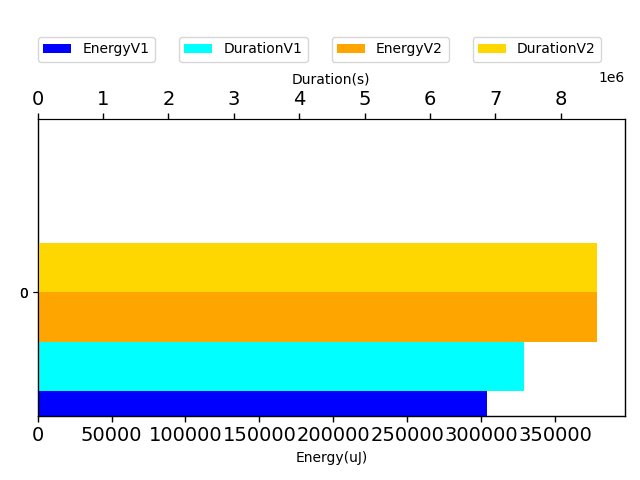 EnergyV1 DurationV1 EnergyV2 DurationV2
Duration(s) 1e6
0 1 2 3 4 5 6 7 8
0
0 50000 100000 150000 200000 250000 300000 350000
Energy(uJ)